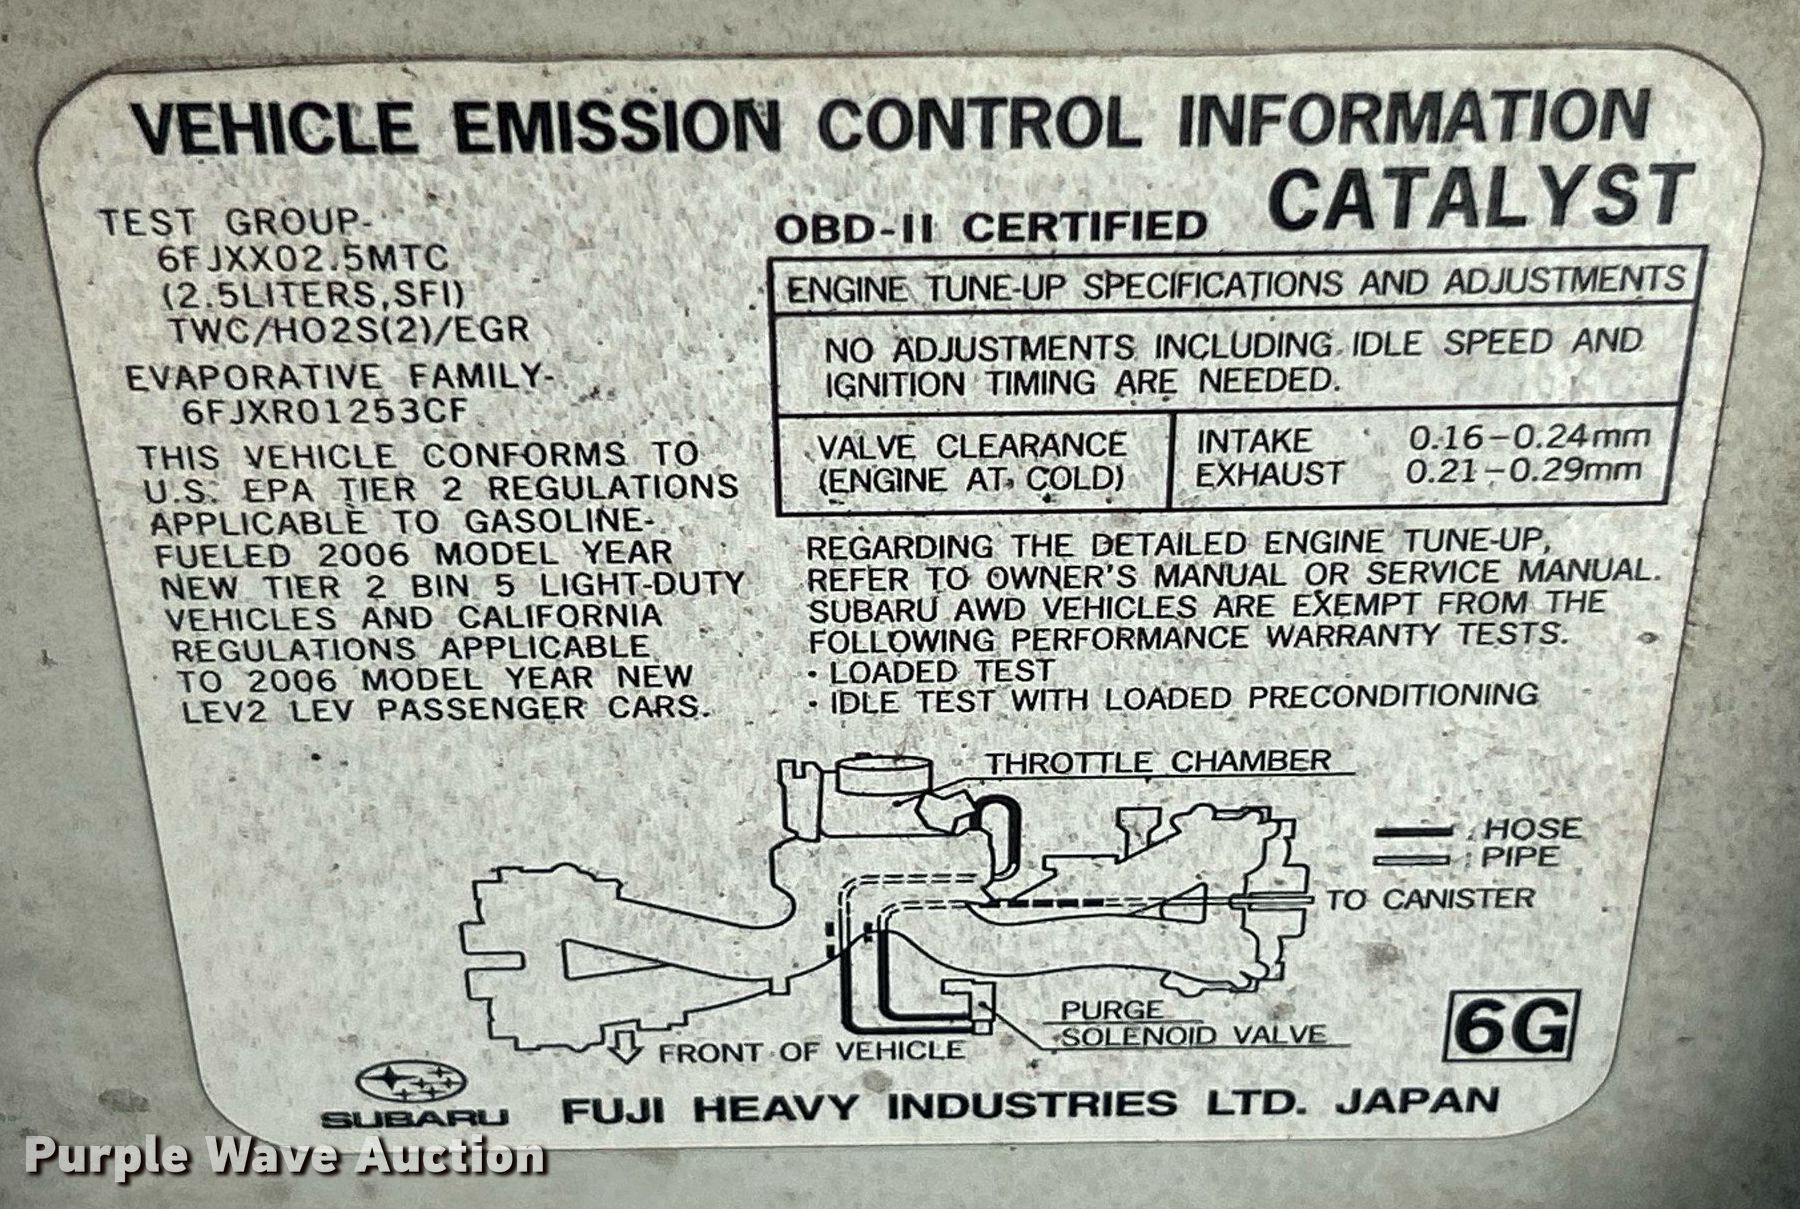 VEHICLE EMISSION CONTROL INFORMATION
CATALYST
TEST GROUP-
6FJXX02.5MTC
(2.5LITERS,SFI)
TWC/HO2S(2)/EGR
EVAPORATIVE FAMILY-
6FJXR01253CF
THIS VEHICLE CONFORMS TO
U.S. EPA TIER 2 REGULATIONS
APPLICABLE TO GASOLINE-
FUELED 2006 MODEL YEAR
NEW TIER 2 BIN 5 LIGHT-DUTY
VEHICLES AND CALIFORNIA
REGULATIONS APPLICABLE
TO 2006 MODEL YEAR NEW
LEV2 LEV PASSENGER CARS.
OBD-II CERTIFIED
ENGINE TUNE-UP SPECIFICATIONS AND ADJUSTMENTS
NO ADJUSTMENTS INCLUDING IDLE SPEED AND
IGNITION TIMING ARE NEEDED.
VALVE CLEARANCE
(ENGINE AT COLD)
INTAKE 0.16-0.24mm
EXHAUST 0.21-0.29mm
REGARDING THE DETAILED ENGINE TUNE-UP,
REFER TO OWNER'S MANUAL OR SERVICE MANUAL.
SUBARU AWD VEHICLES ARE EXEMPT FROM THE
FOLLOWING PERFORMANCE WARRANTY TESTS.
· LOADED TEST
· IDLE TEST WITH LOADED PRECONDITIONING
THROTTLE CHAMBER
: HOSE
: PIPE
TO CANISTER
PURGE
SOLENOID VALVE
FRONT OF VEHICLE
6G
SUBARU FUJI HEAVY INDUSTRIES LTD. JAPAN
Purple Wave Auction